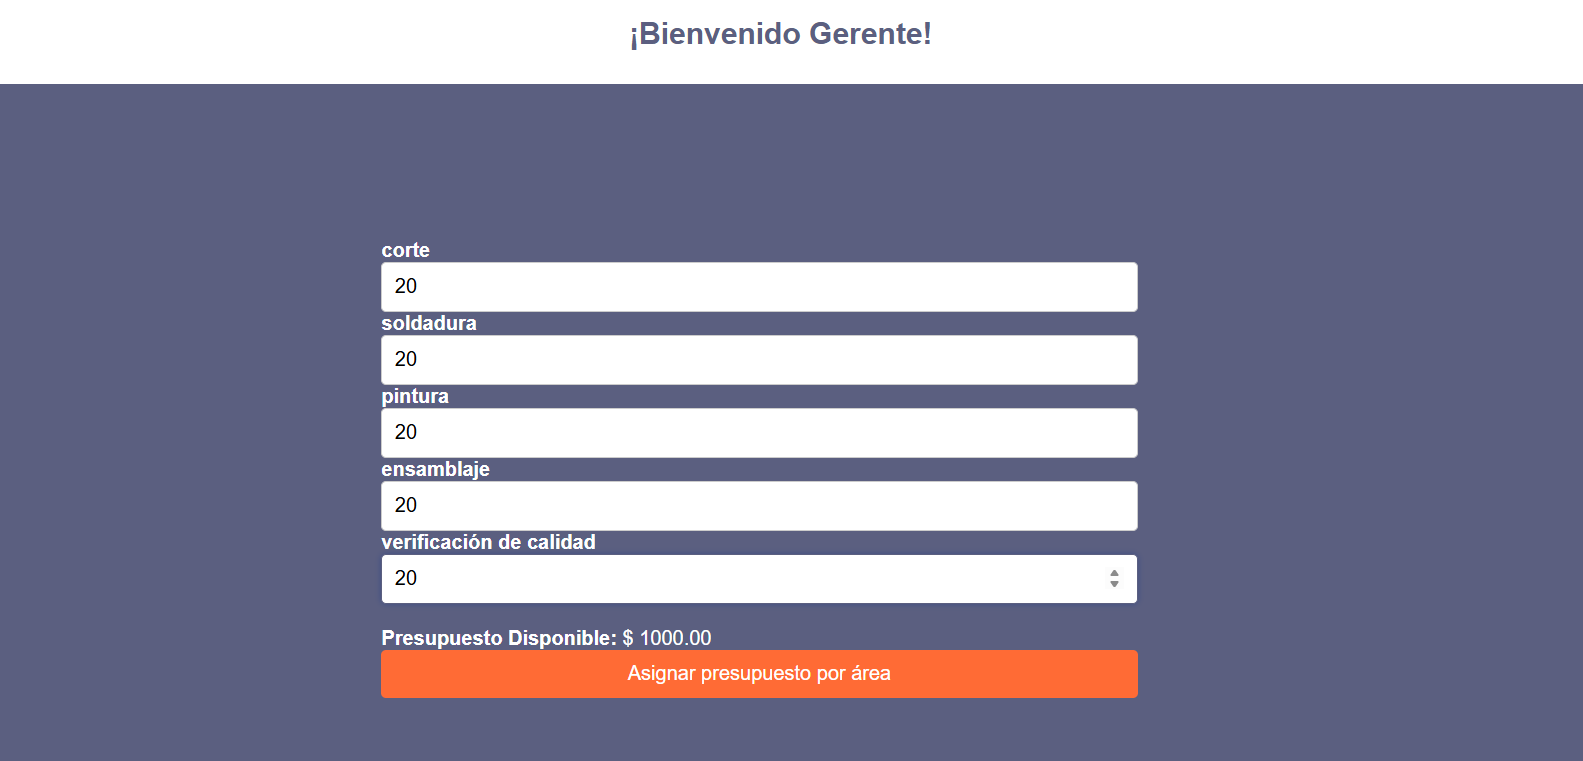 ¡Bienvenido Gerente!
corte
20
soldadura
20
pintura
20
ensamblaje
20
verificación de calidad
20
Presupuesto Disponible: $ 1000.00
Asignar presupuesto por área